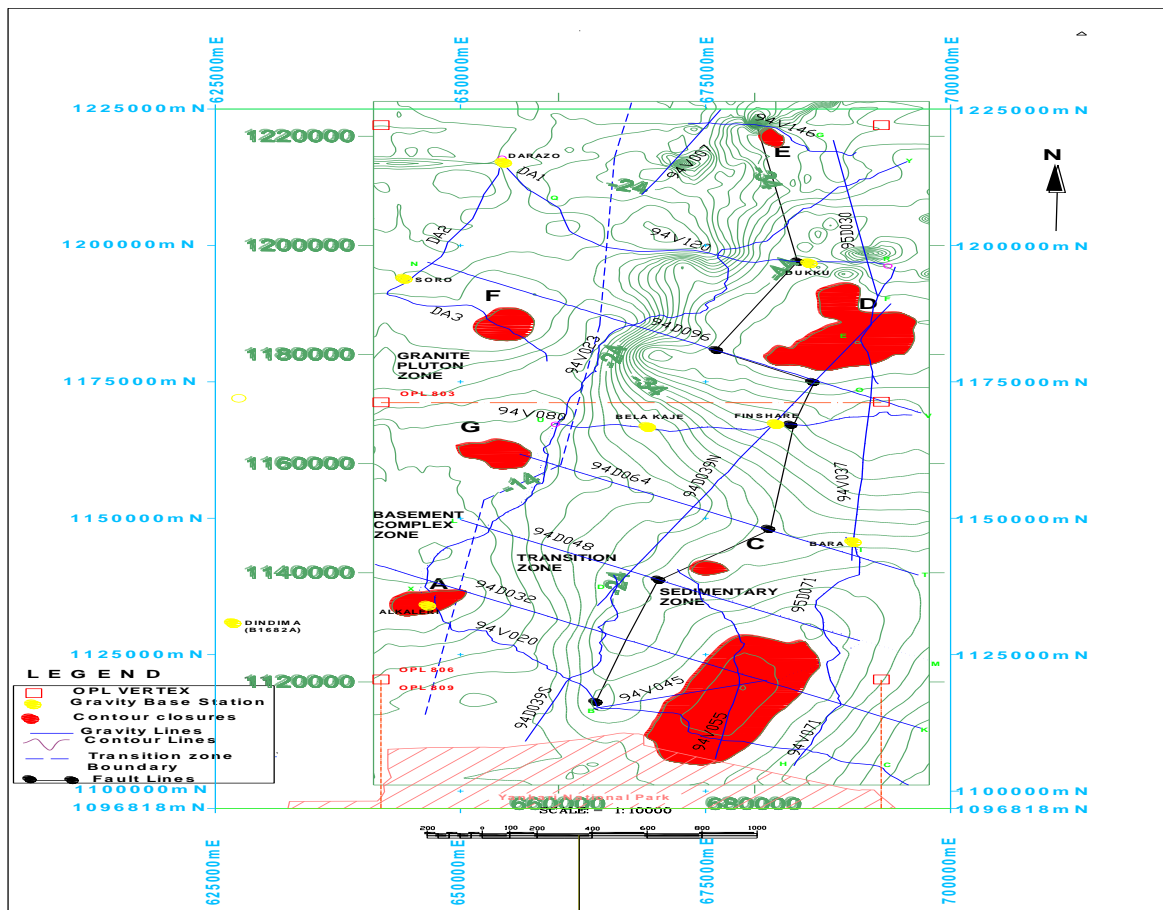 625000mE
650000mE
675000mE
700000mE
1225000mN
1225000mN
1220000
94V146
G
E
N
DARAZO
DA1
-24
94V007
Y
G
DA2
94V120
95D030
1200000mN
1200000
1200000mN
N
R
DUKKU
SORO
F
D
F
DA3
94D096
E
94V023
GRANITE
PLUTON
ZONE
1180000
-24
-34
1175000mN
1175000mN
OPL 803
O
94V080
BELA KAJE
FINSHARE
V
U
G
1160000
94D064
94D039N
94V037
-14
BASEMENT
COMPLEX
ZONE
L
1150000mN
1150000mN
94D048
C
BARA
I
TRANSITION
ZONE
1140000
T
A
X
94D032
D
-24
SEDIMENTARY
ZONE
95D071
ALKALERI
DINDIMA
(B1682A)
94V020
1125000mN
1125000mN
M
LEGEND
OPL 806
1120000
OPL 809
94V045
OPL VERTEX
Gravity Base Station
Contour closures
Gravity Lines
Contour Lines
Transition zone
Boundary
Fault Lines
94D039S
B
94V055
94V071
K
H
C
1100000mN
1100000mN
Yankari National Park
660000
680000
1096818mN
1096818mN
SCALE: - 1:10000
200
0
100
200
400
600
800
1000
625000mE
650000mE
675000mE
700000mE